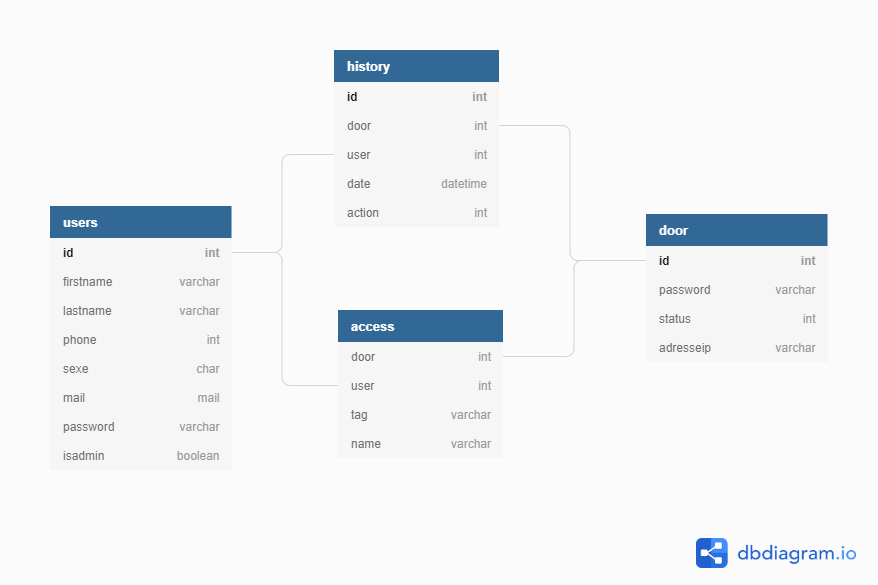 history
id int
door int
user int
date datetime
action int
users
id int
firstname varchar
lastname varchar
phone int
sexe char
mail mail
password varchar
isadmin boolean
access
door int
user int
tag varchar
name varchar
door
id int
password varchar
status int
adresseip varchar
dbdiagram.io